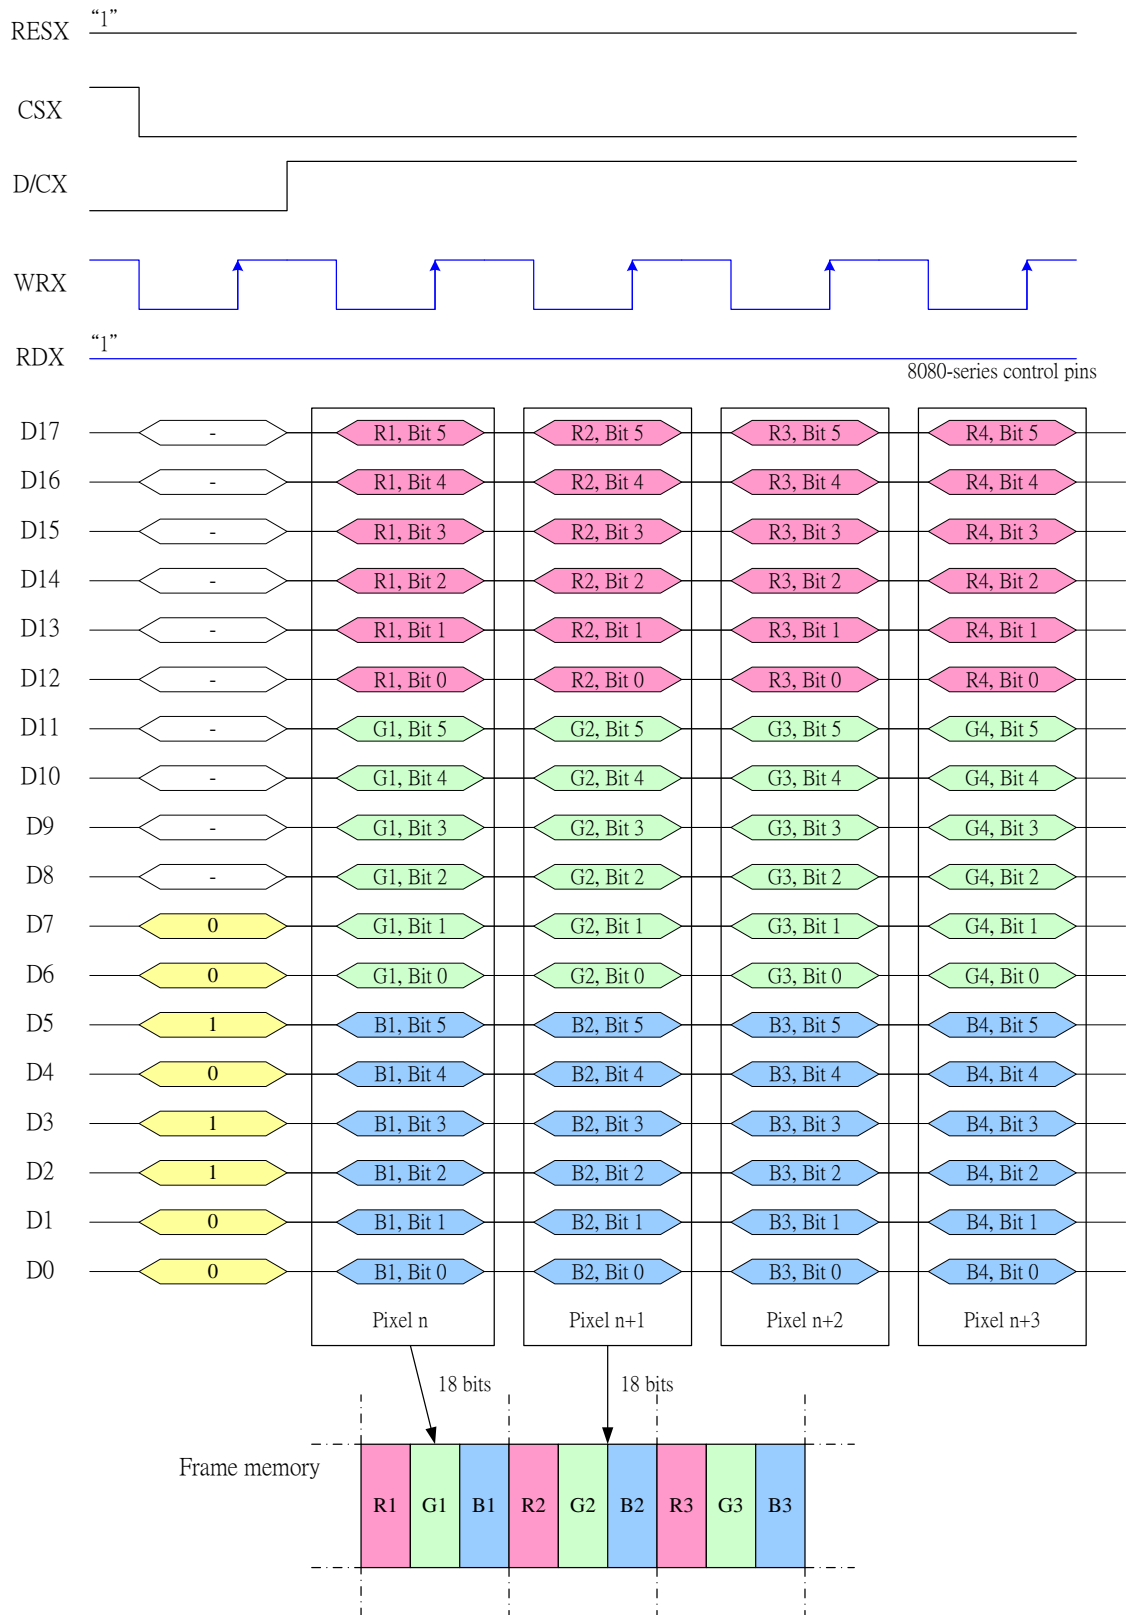 RESX “1”
CSX
D/CX
WRX
RDX “1”
8080-series control pins
D17 - R1, Bit 5 R2, Bit 5 R3, Bit 5 R4, Bit 5
D16 - R1, Bit 4 R2, Bit 4 R3, Bit 4 R4, Bit 4
D15 - R1, Bit 3 R2, Bit 3 R3, Bit 3 R4, Bit 3
D14 - R1, Bit 2 R2, Bit 2 R3, Bit 2 R4, Bit 2
D13 - R1, Bit 1 R2, Bit 1 R3, Bit 1 R4, Bit 1
D12 - R1, Bit 0 R2, Bit 0 R3, Bit 0 R4, Bit 0
D11 - G1, Bit 5 G2, Bit 5 G3, Bit 5 G4, Bit 5
D10 - G1, Bit 4 G2, Bit 4 G3, Bit 4 G4, Bit 4
D9 - G1, Bit 3 G2, Bit 3 G3, Bit 3 G4, Bit 3
D8 - G1, Bit 2 G2, Bit 2 G3, Bit 2 G4, Bit 2
D7 0 G1, Bit 1 G2, Bit 1 G3, Bit 1 G4, Bit 1
D6 0 G1, Bit 0 G2, Bit 0 G3, Bit 0 G4, Bit 0
D5 1 B1, Bit 5 B2, Bit 5 B3, Bit 5 B4, Bit 5
D4 0 B1, Bit 4 B2, Bit 4 B3, Bit 4 B4, Bit 4
D3 1 B1, Bit 3 B2, Bit 3 B3, Bit 3 B4, Bit 3
D2 1 B1, Bit 2 B2, Bit 2 B3, Bit 2 B4, Bit 2
D1 0 B1, Bit 1 B2, Bit 1 B3, Bit 1 B4, Bit 1
D0 0 B1, Bit 0 B2, Bit 0 B3, Bit 0 B4, Bit 0
Pixel n Pixel n+1 Pixel n+2 Pixel n+3
18 bits 18 bits
Frame memory
R1 G1 B1 R2 G2 B2 R3 G3 B3